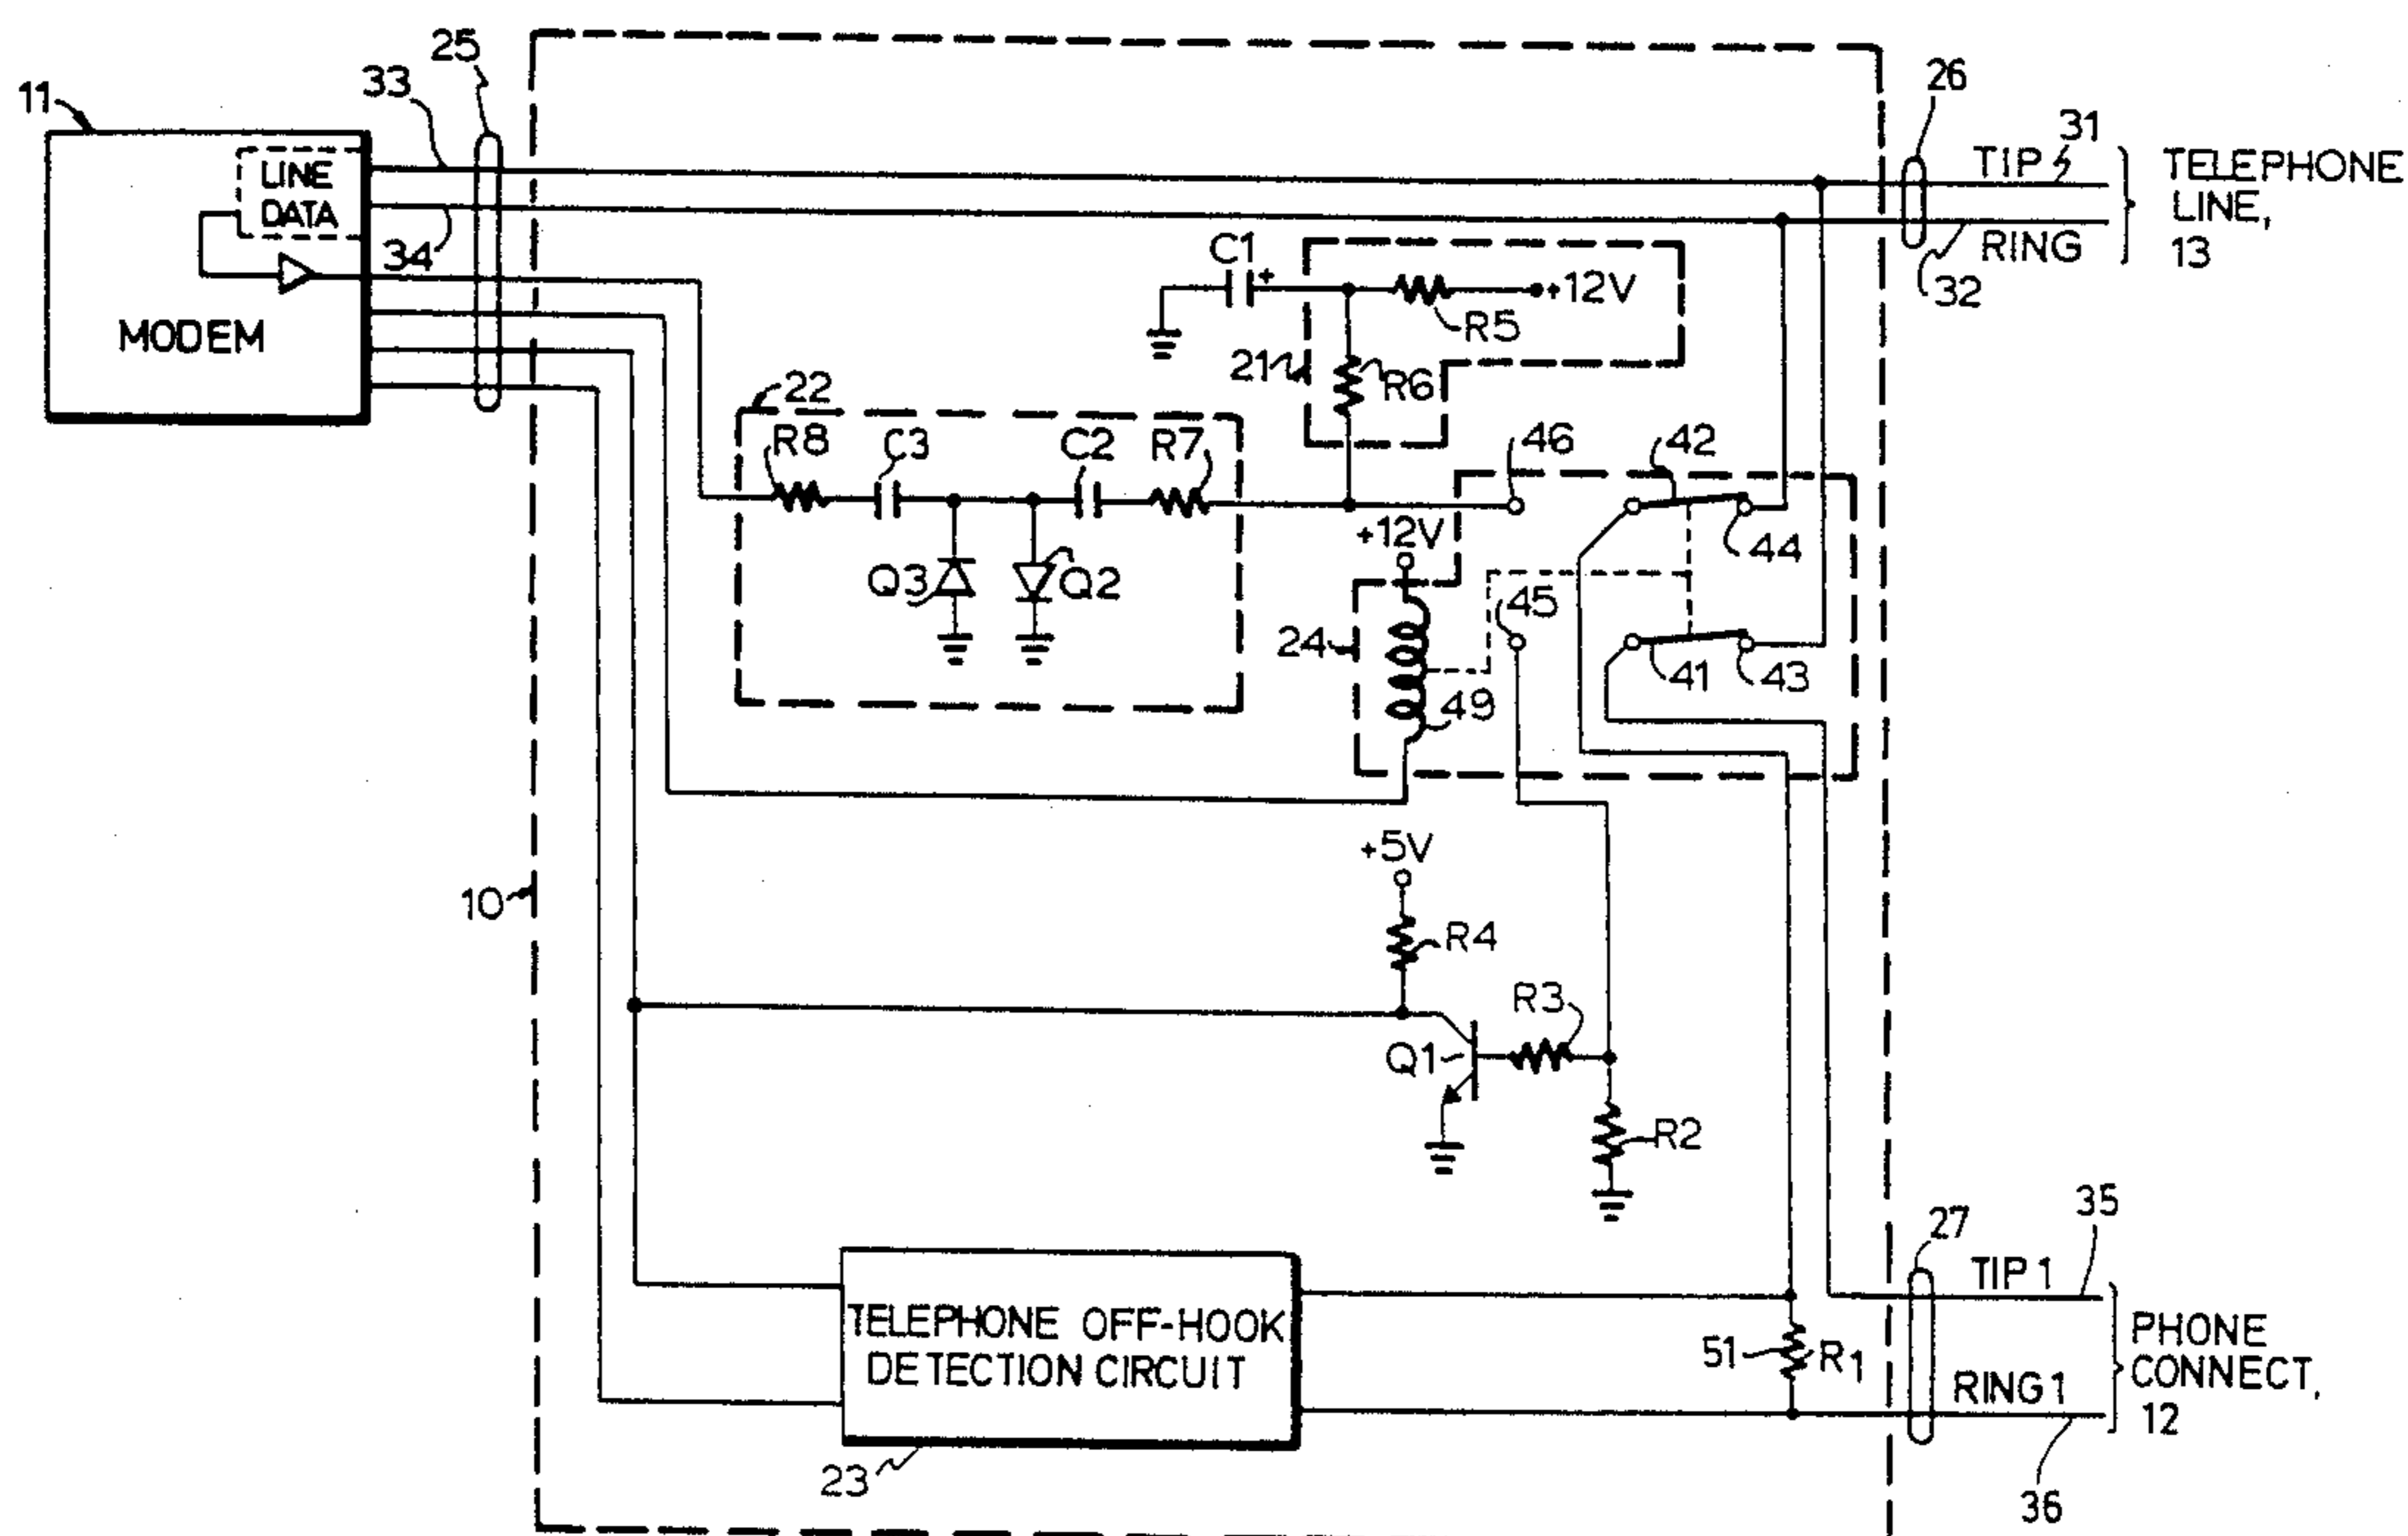 11
33
25
26
31
LINE
DATA
34
MODEM
TIP
RING
32
TELEPHONE
LINE,
13
C1
+
+12V
R5
21
R6
22
R8
C3
C2
R7
46
42
+12V
44
Q3
Q2
45
24
41
43
49
+5V
10
R4
R3
Q1
R2
TELEPHONE OFF-HOOK
DETECTION CIRCUIT
23
51
R1
27
35
TIP 1
RING 1
36
PHONE
CONNECT,
12